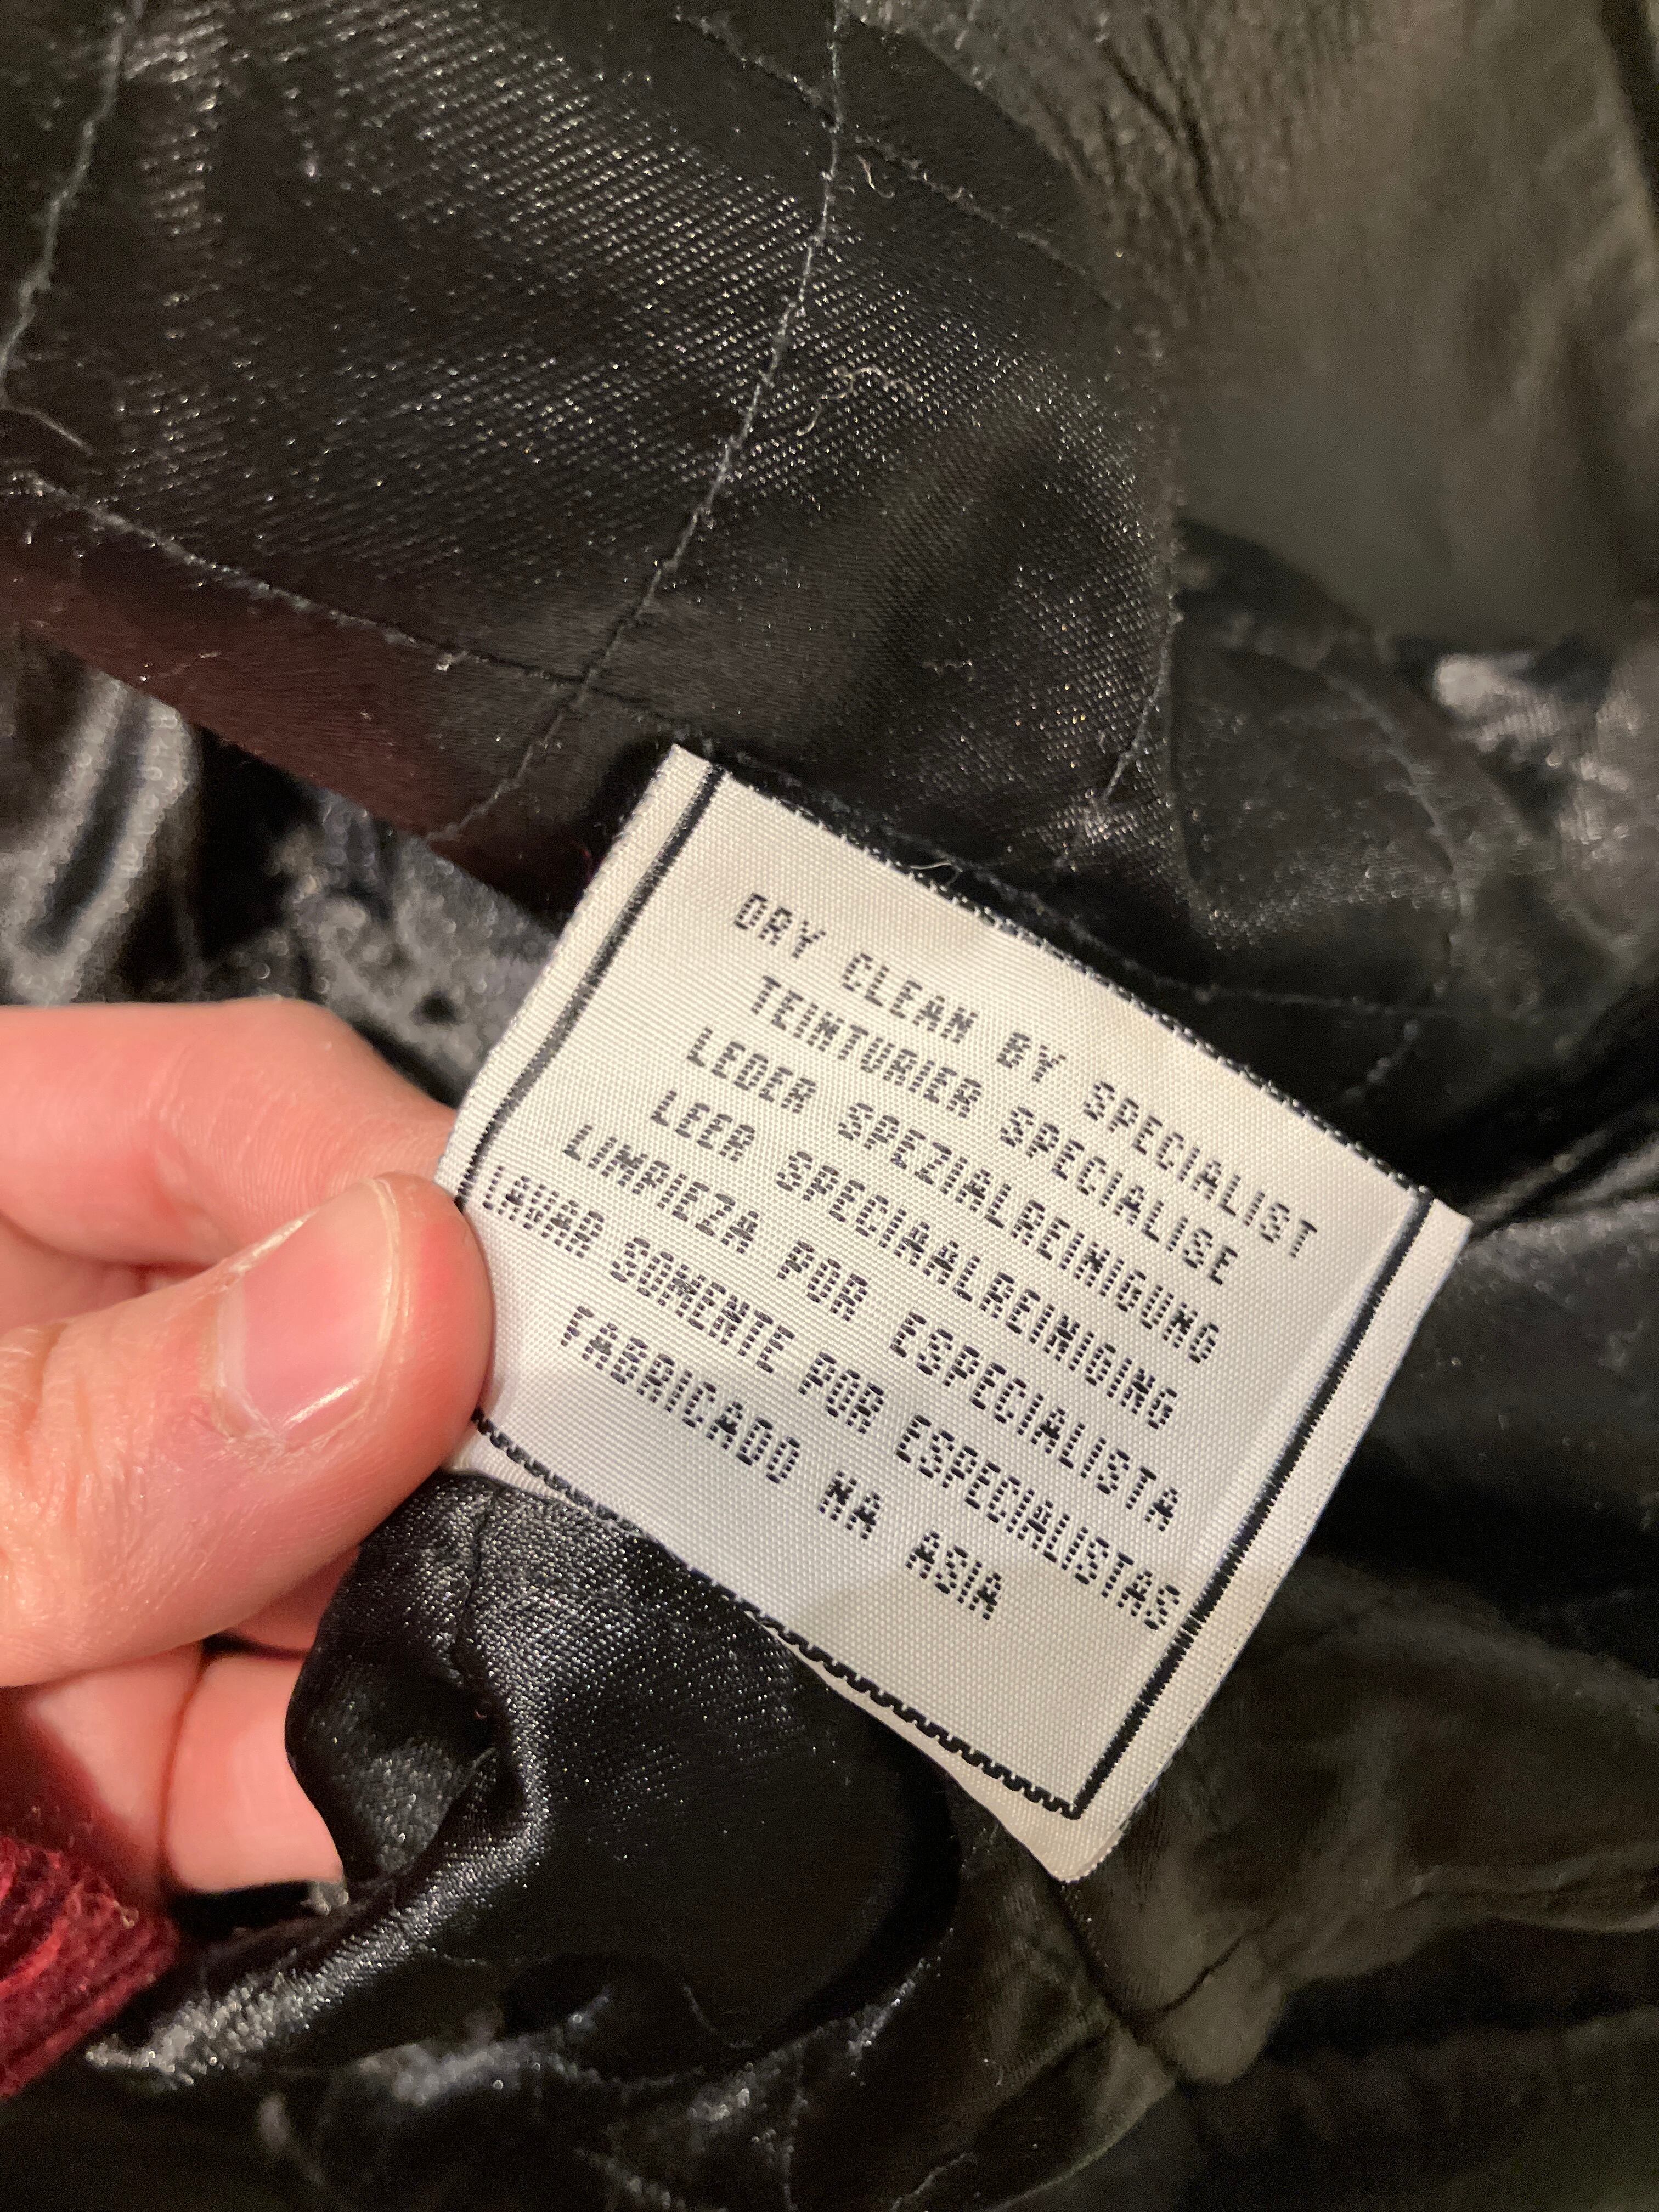 DRY CLEAN BY SPECIALIST
TEINTURIER SPECIALISE
LEDER SPEZIALREINIGUNG
LEER SPECIAALREINIGING
LIMPIEZA POR ESPECIALISTA
LAVAR SOMENTE POR ESPECIALISTAS
FABRICADO NA ASIA